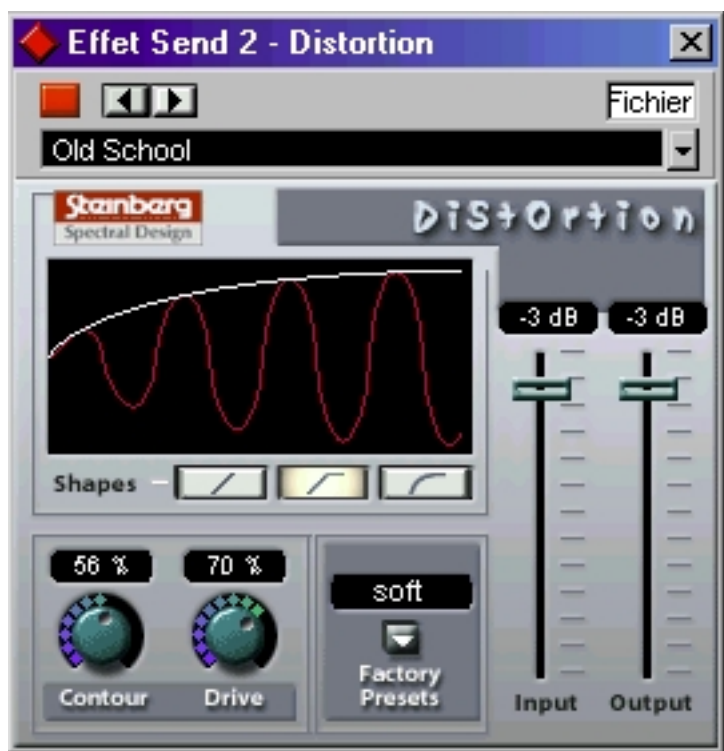 Effet Send 2 - Distortion
Fichier
Old School
Steinberg
Spectral Design
DiStOrtion
-3 dB -3 dB
Shapes
56 % 70 %
soft
Factory
Presets
Contour Drive
Input Output